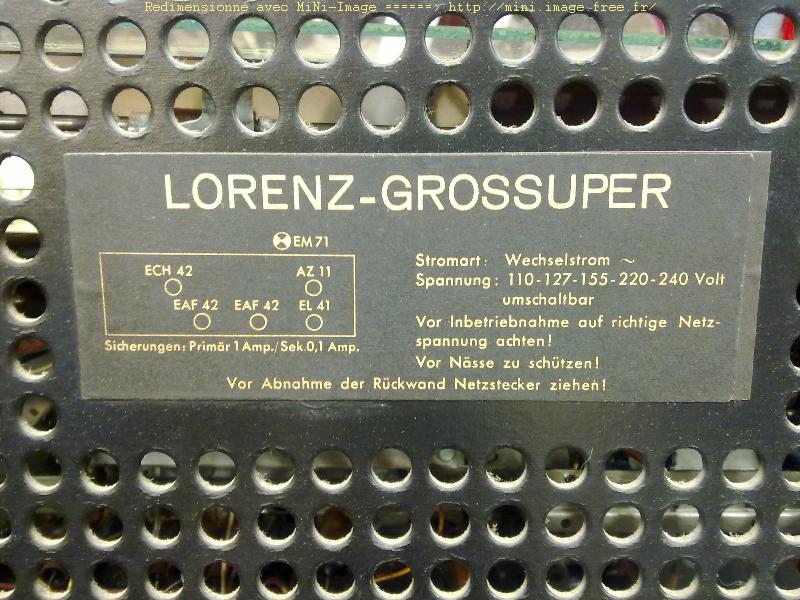 Redimensionné avec MiNi-Image ======> http://mini.image-free.fr/
LORENZ-GROSSUPER
EM 71
ECH 42 AZ 11
EAF 42 EAF 42 EL 41
Sicherungen: Primär 1 Amp./Sek.0,1 Amp.
Stromart: Wechselstrom ~
Spannung: 110-127-155-220-240 Volt
umschaltbar
Vor Inbetriebnahme auf richtige Netz-
spannung achten!
Vor Nässe zu schützen!
Vor Abnahme der Rückwand Netzstecker ziehen!